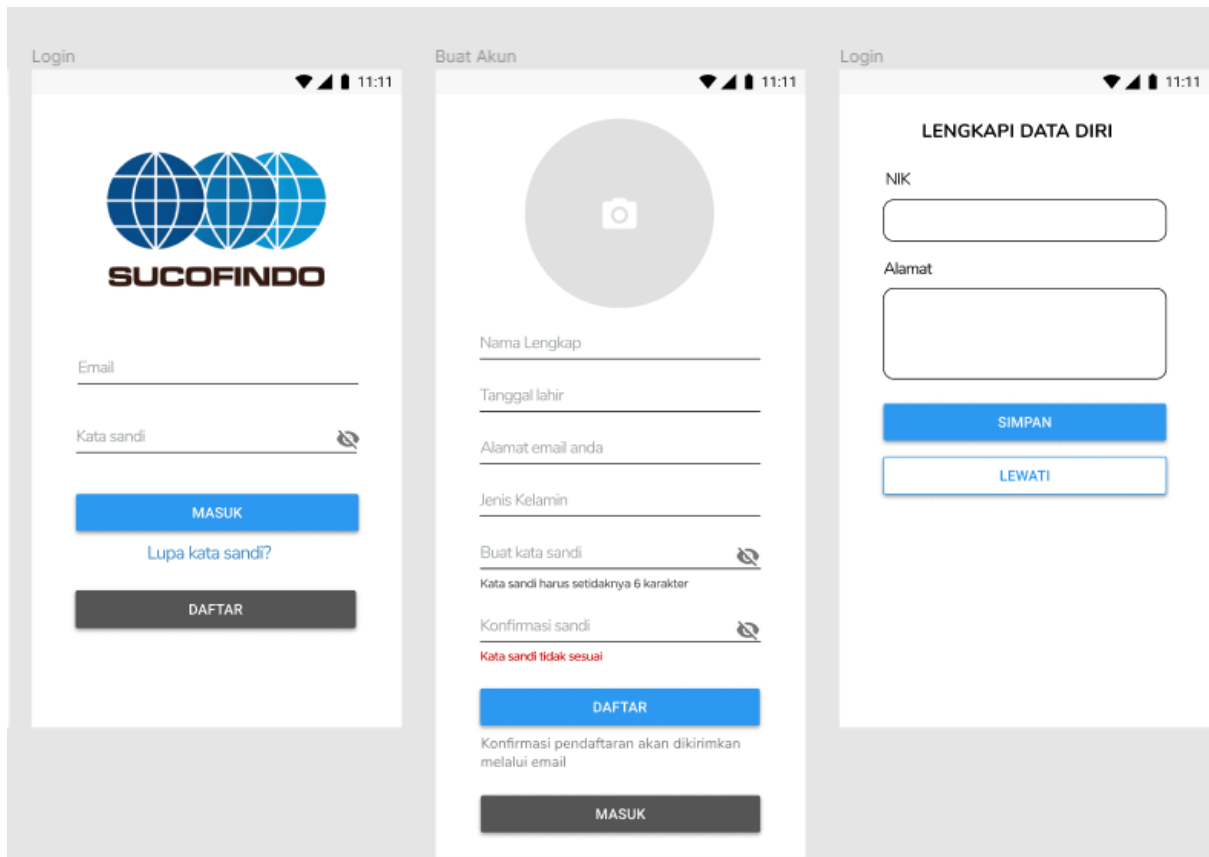 Login
11:11
SUCOFINDO
Email
Kata sandi
MASUK
Lupa kata sandi?
DAFTAR
Buat Akun
11:11
Nama Lengkap
Tanggal lahir
Alamat email anda
Jenis Kelamin
Buat kata sandi
Kata sandi harus setidaknya 6 karakter
Konfirmasi sandi
Kata sandi tidak sesuai
DAFTAR
Konfirmasi pendaftaran akan dikirimkan
melalui email
MASUK
Login
11:11
LENGKAPI DATA DIRI
NIK
Alamat
SIMPAN
LEWATI